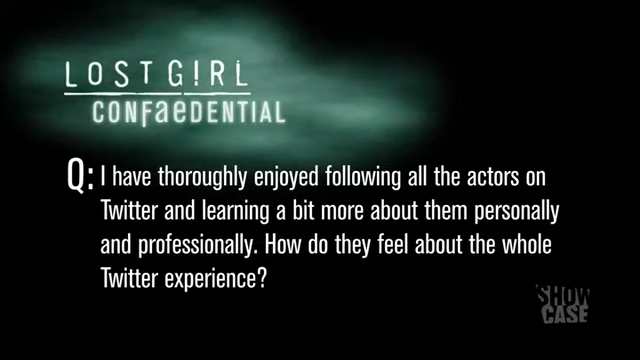 LOST GIRL
CONFAEDENTIAL
Q: I have thoroughly enjoyed following all the actors on
Twitter and learning a bit more about them personally
and professionally. How do they feel about the whole
Twitter experience?
SHOW
CASE